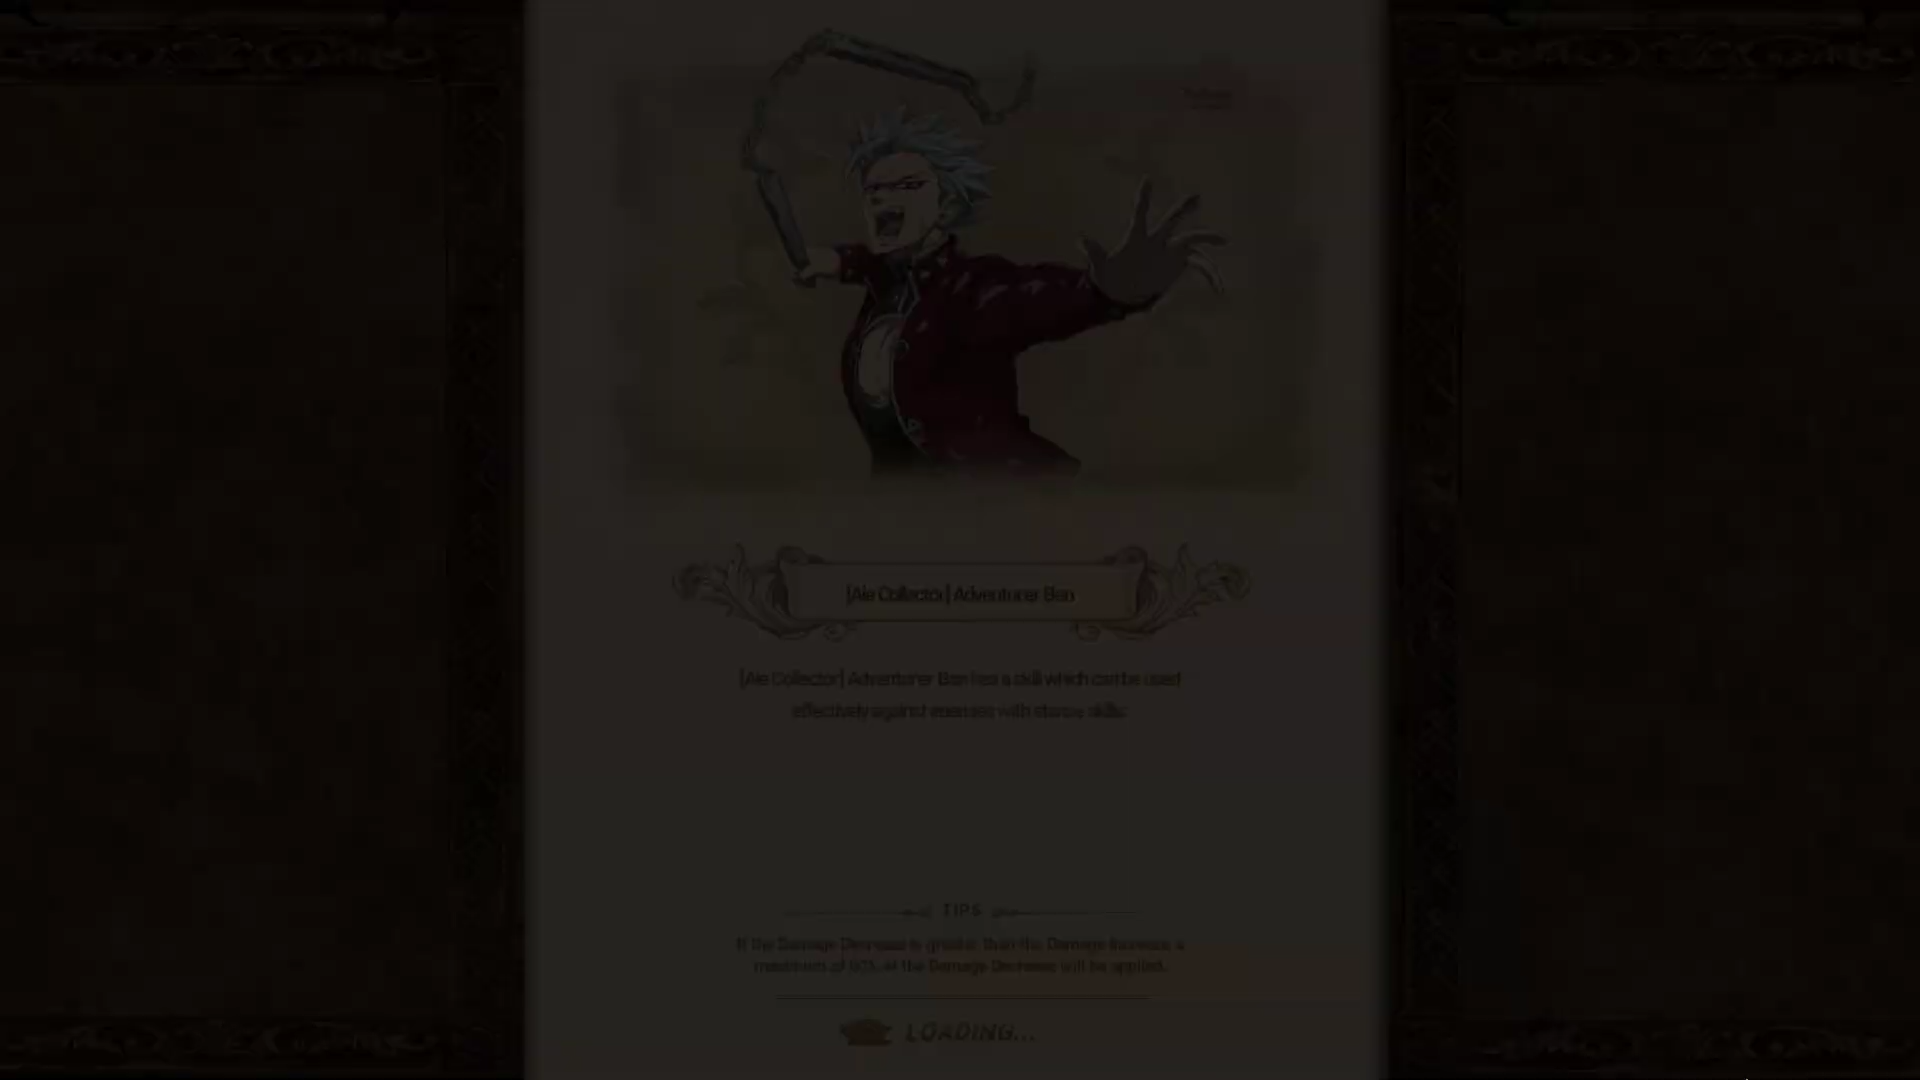 [Ale Collector] Adventurer Ban
[Ale Collector] Adventurer Ban has a skill which can be used
effectively against enemies with stance skills.
TIPS
If the Damage Decrease is greater than the Damage Increase, a
maximum of 90% of the Damage Decrease will be applied.
LOADING...